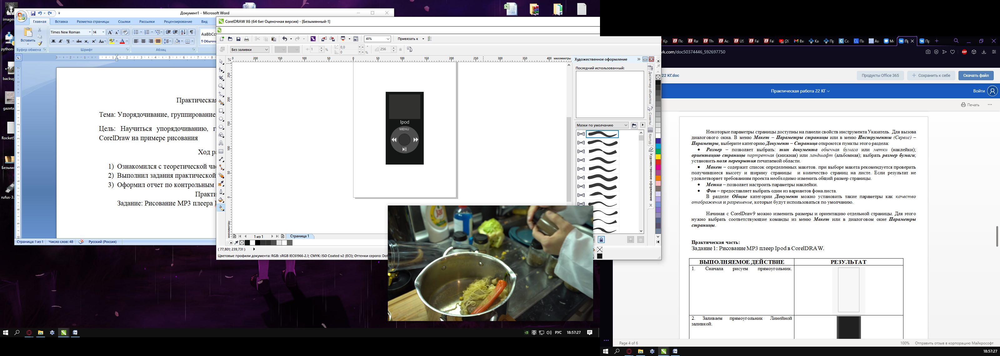 images
python-
backup
gazeta
RocketS
Безымя
rufus-3.
Документ1 - Microsoft Word
Главная
Вставка
Разметка страницы
Ссылки
Рассылки
Рецензирование
Вид
Вставить
Буфер обмена
Times New Roman
14
Шрифт
Абзац
AaBbCc
¶ Обычны
Практическая
Тема: Упорядочивание, группирование
Цель: Научиться упорядочиванию, г
CorelDraw на примере рисования
Ход ра
1) Ознакомился с теоретической час
2) Выполнил задания практической
3) Оформил отчет по контрольным
Практи
Задание: Рисование MP3 плеера I
Страница: 1 из 1
Число слов: 48
Русский (Россия)
CorelDRAW X6 (64 бит Оценочная версия) - [Безымянный-1]
41%
Привязать к
Без заливки
1
%
0,0
0
%
256
0 200 150 100 50 0 50 100 150 200 250 300 350 400 миллиметры
250
200
150
100
50
0
миллиметры
Ipod
MENU
1 из 1
Страница 1
( 77,801; 239,731 )
Цветовые профили документа: RGB: sRGB IEC61966-2.1; CMYK: ISO Coated v2 (ECI); Оттенки серого: Dot
Художественное оформление
Последний использованный:
Мазки по умолчанию
Диспетчер объектов
Советы
Контур
Художественное оформление
Jar
РУС
18:57:27
vk.com/doc50374446_592697750
ABP
22 КГ.doc
Продукты Office 365
Сохранить к себе
Скачать файл
Практическая работа 22 КГ
Войти
Печать
Некоторые параметры страницы доступны на панели свойств инструмента Указатель. Для вызова
диалогового окна. В меню Макет – Параметры страницы или в меню Инструменты (Сервис) –
Параметры, выберите категорию Документ – Страница откроются пункты этого раздела:
• Размер – позволяет выбрать: тип документа обычная бумага или метки (наклейки);
ориентацию страницы портретная (книжная) или ландшафт (альбомная); выбрать размер бумаги;
установить поля перекрытия печатаемой области.
• Макет – содержит список определенных макетов. при выборе макета рекомендуется проверить
получившиеся высоту и ширину страницы и количество страниц на листе. Если результат не
удовлетворяет требованиям проекта необходимо изменить общий размер страницы.
• Метка – позволяет настроить параметры наклейки.
• Фон – предоставляет выбрать один из вариантов фона листа.
В разделе Общие категории Документ можно установить такие параметры как качество
отображения и разрешение, которые будут использоваться по умолчанию.
Начиная с CorelDraw9 можно изменить размеры и ориентацию отдельной страницы. Для этого
нужно выбрать соответствующие команды из меню Макет или в диалоговом окне Параметры
страницы.
Практическая часть:
Задание 1: Рисование MP3 плеер Ipod в CorelDRAW.
ВЫПОЛНЯЕМОЕ ДЕЙСТВИЕ
РЕЗУЛЬТАТ
1. Сначала рисуем прямоугольник.
2. Заливаем прямоугольник Линейной
заливкой.
Page 4 of 6
100%
Отправить отзыв в корпорацию Майкрософт
18:57:27